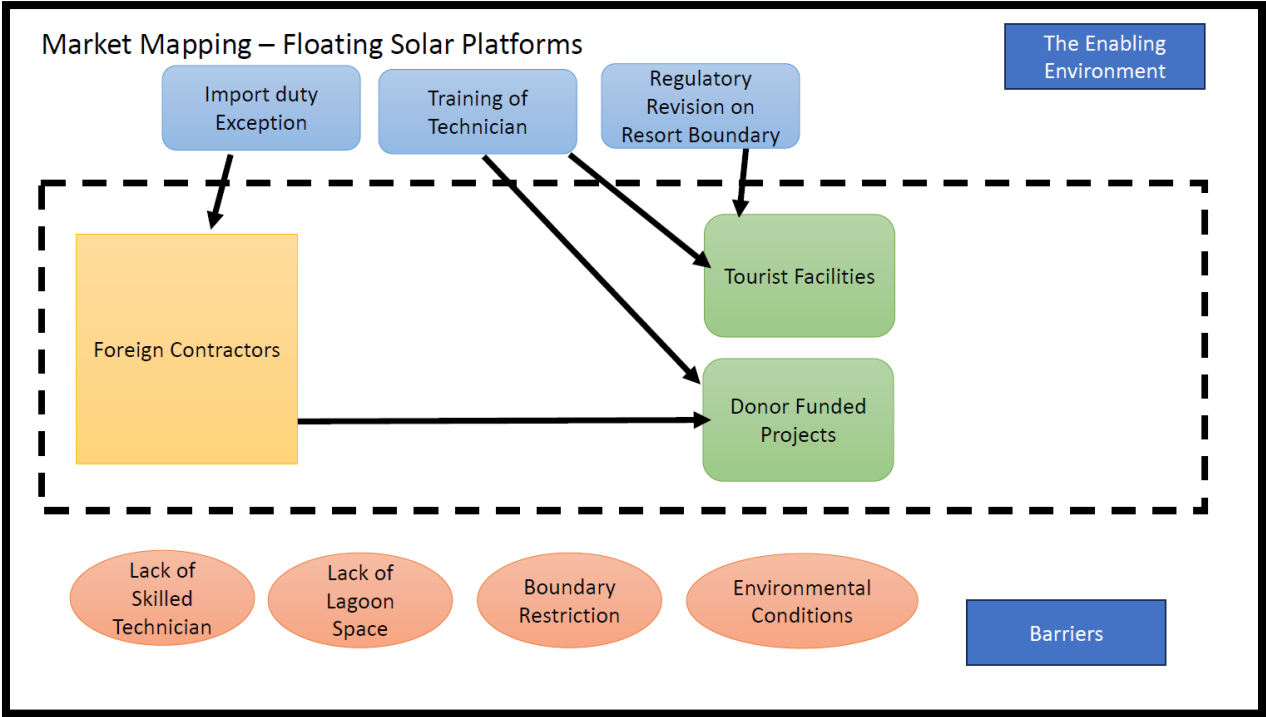 Market Mapping – Floating Solar Platforms
The Enabling
Environment
Import duty
Exception
Training of
Technician
Regulatory
Revision on
Resort Boundary
Foreign Contractors
Tourist Facilities
Donor Funded
Projects
Lack of
Skilled
Technician
Lack of
Lagoon
Space
Boundary
Restriction
Environmental
Conditions
Barriers